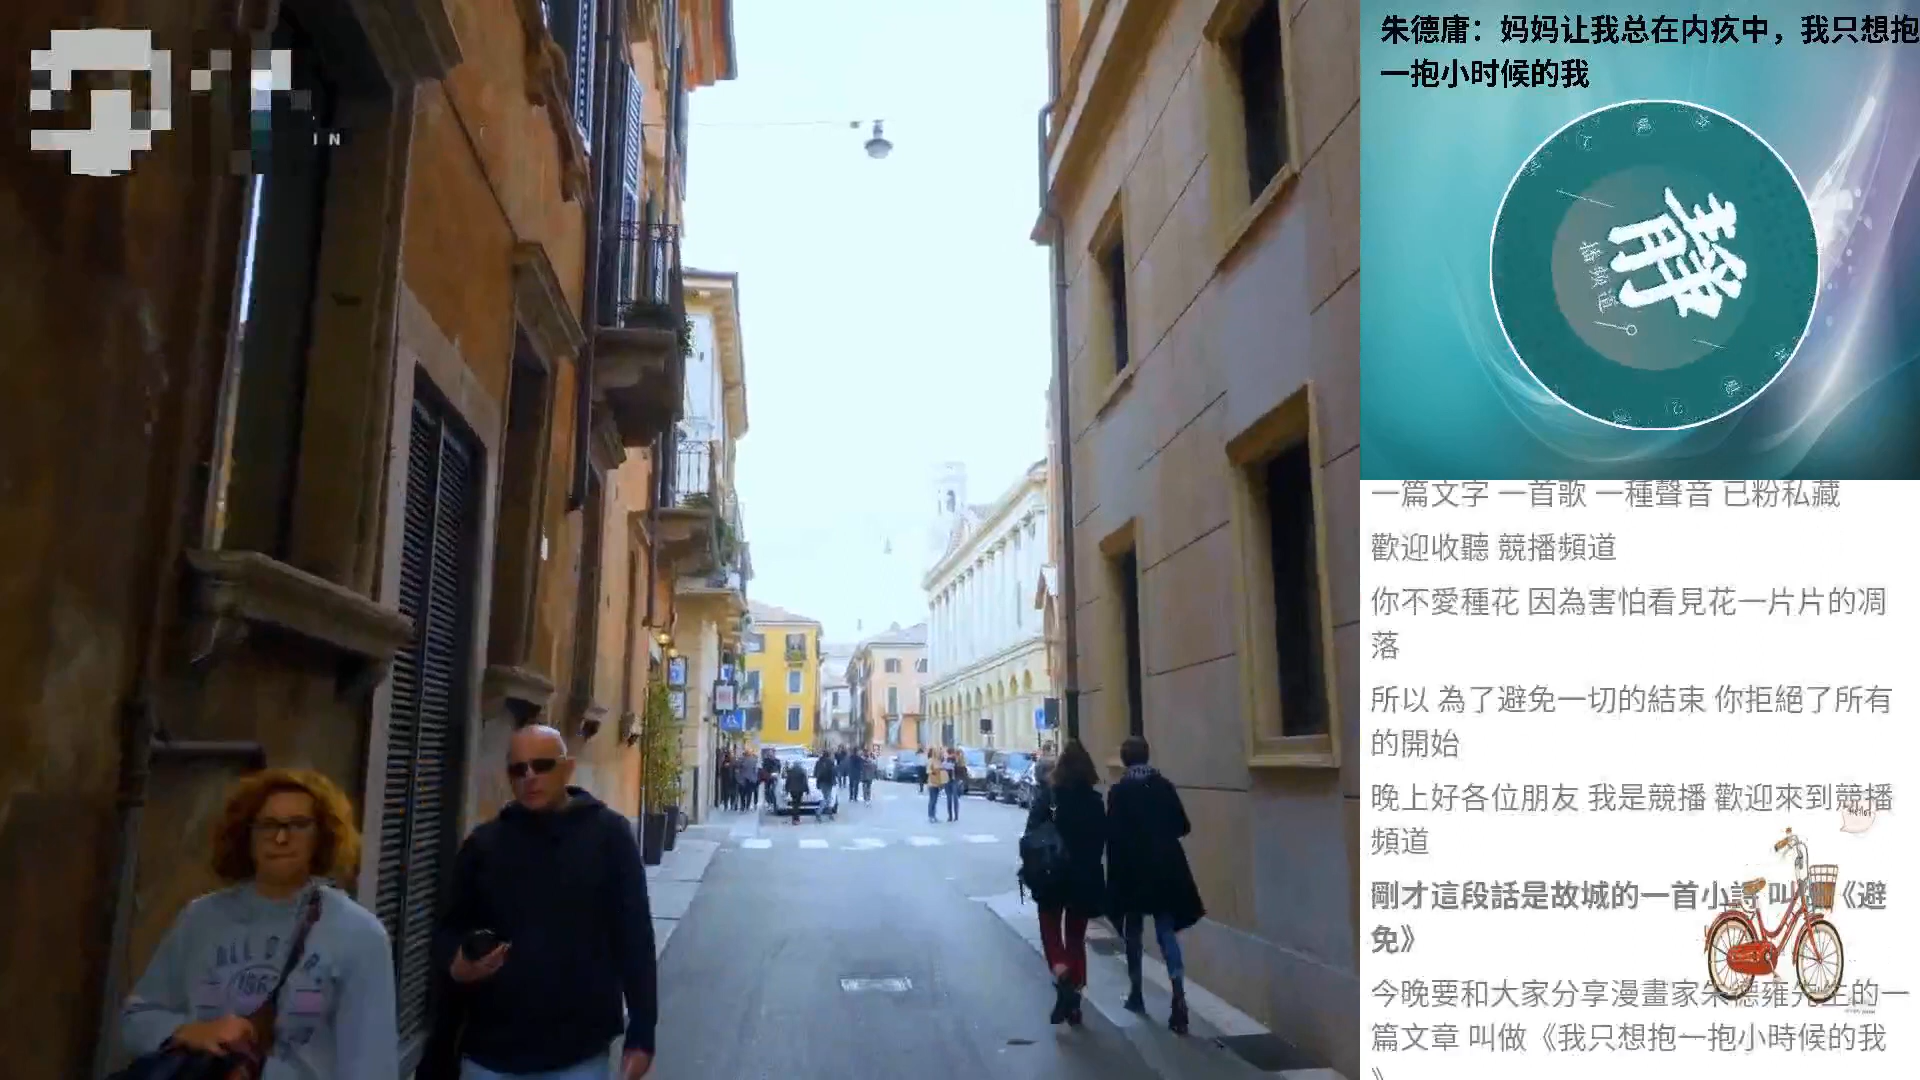 IN
朱德庸：妈妈让我总在内疚中，我只想抱
一抱小时候的我
靜
播頻道
一篇文字 一首歌 一種聲音 已粉私藏
歡迎收聽 競播頻道
你不愛種花 因為害怕看見花一片片的凋
落
所以 為了避免一切的結束 你拒絕了所有
的開始
晚上好各位朋友 我是競播 歡迎來到競播
頻道
剛才這段話是故城的一首小詩 叫 《避
免》
Hello!
今晚要和大家分享漫畫家朱德雍先生的一
篇文章 叫做《我只想抱一抱小時候的我
》